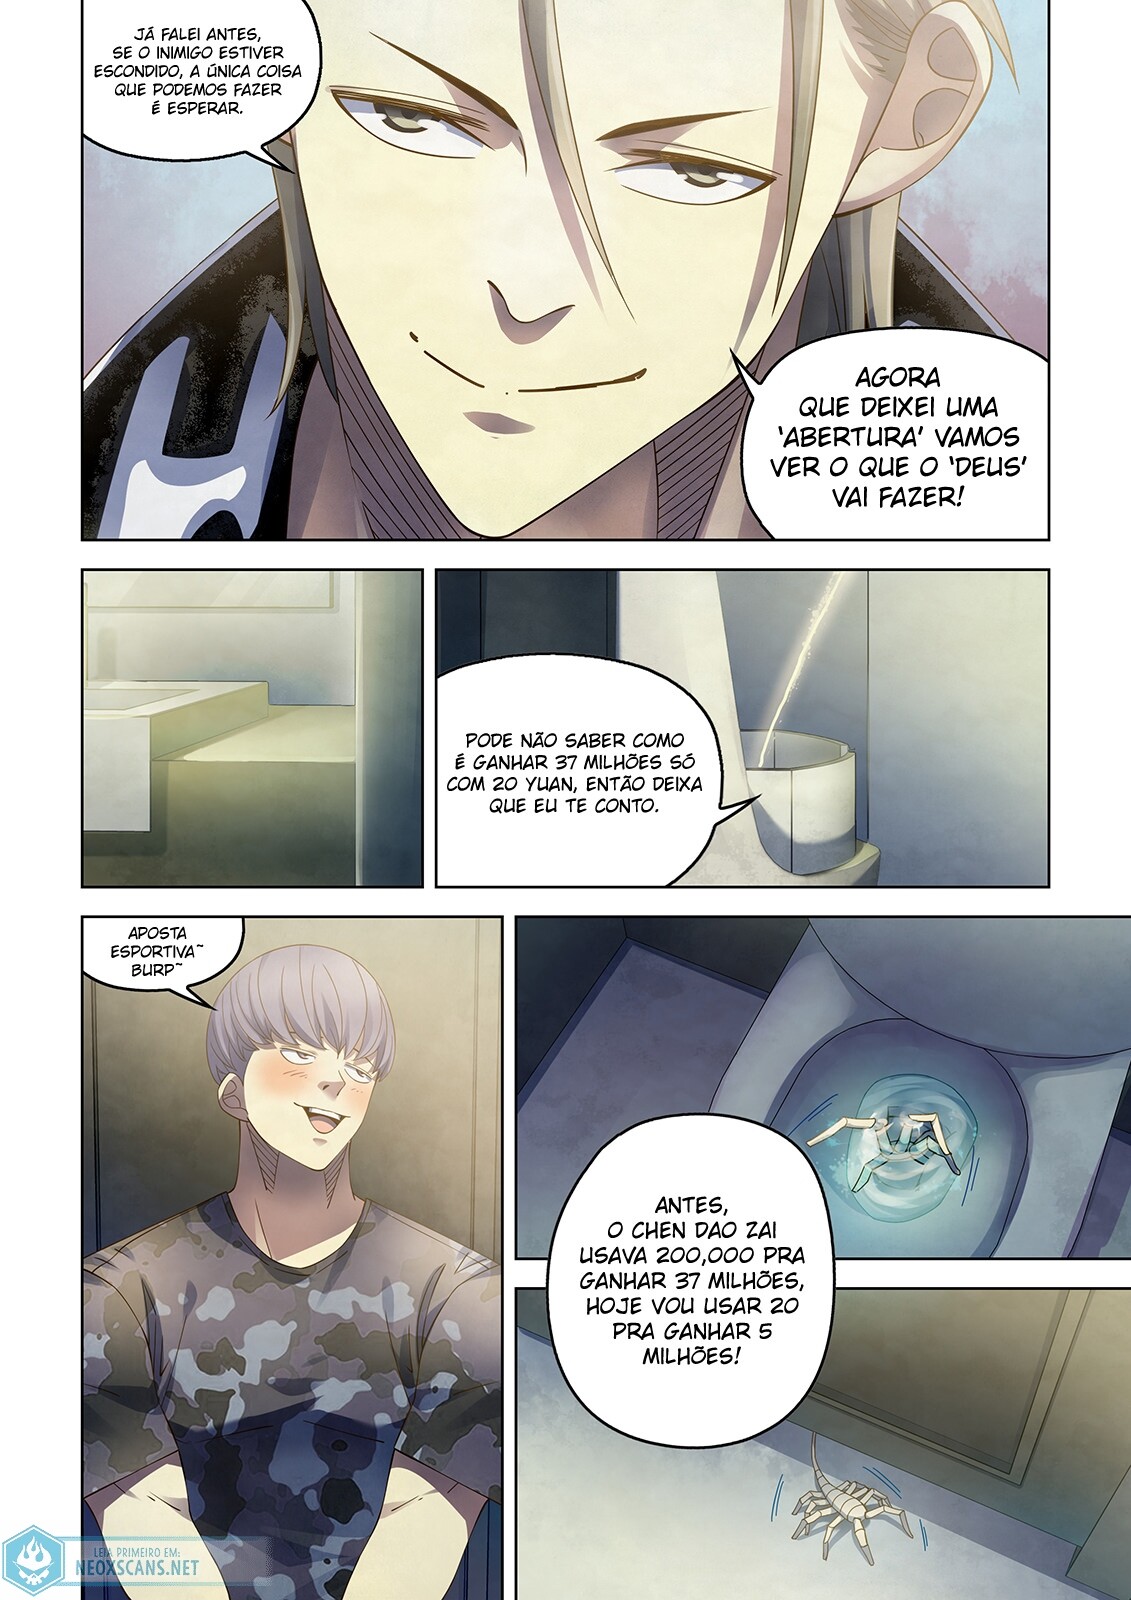 JÁ FALEI ANTES,
SE O INIMIGO ESTIVER
ESCONDIDO, A ÚNICA COISA
QUE PODEMOS FAZER
É ESPERAR.
AGORA
QUE DEIXEI UMA
'ABERTURA' VAMOS
VER O QUE O 'DEUS'
VAI FAZER!
PODE NÃO SABER COMO
É GANHAR 37 MILHÕES SÓ
COM 20 YUAN, ENTÃO DEIXA
QUE EU TE CONTO.
APOSTA
ESPORTIVA~
BURP~
ANTES,
O CHEN DAO ZAI
USAVA 200,000 PRA
GANHAR 37 MILHÕES,
HOJE VOU USAR 20
PRA GANHAR 5
MILHÕES!
LEIA PRIMEIRO EM:
NEOXSCANS.NET